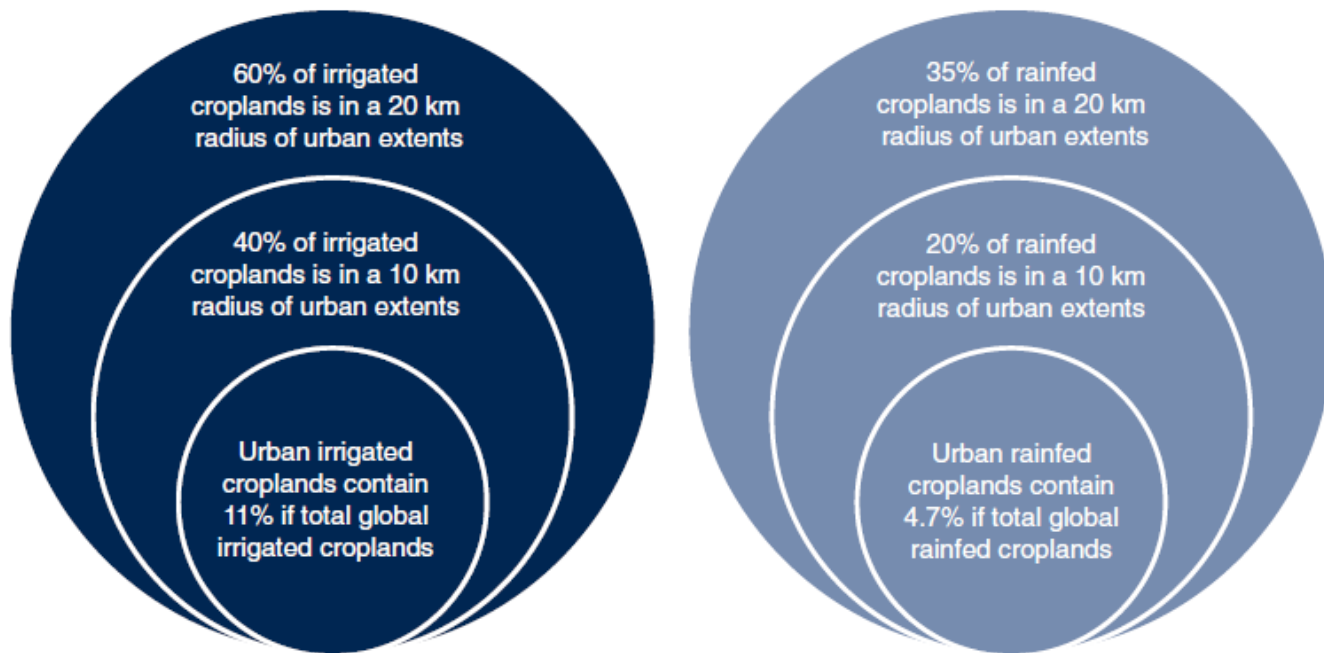 60% of irrigated
croplands is in a 20 km
radius of urban extents
40% of irrigated
croplands is in a 10 km
radius of urban extents
Urban irrigated
croplands contain
11% if total global
irrigated croplands
35% of rainfed
croplands is in a 20 km
radius of urban extents
20% of rainfed
croplands is in a 10 km
radius of urban extents
Urban rainfed
croplands contain
4.7% if total global
rainfed croplands